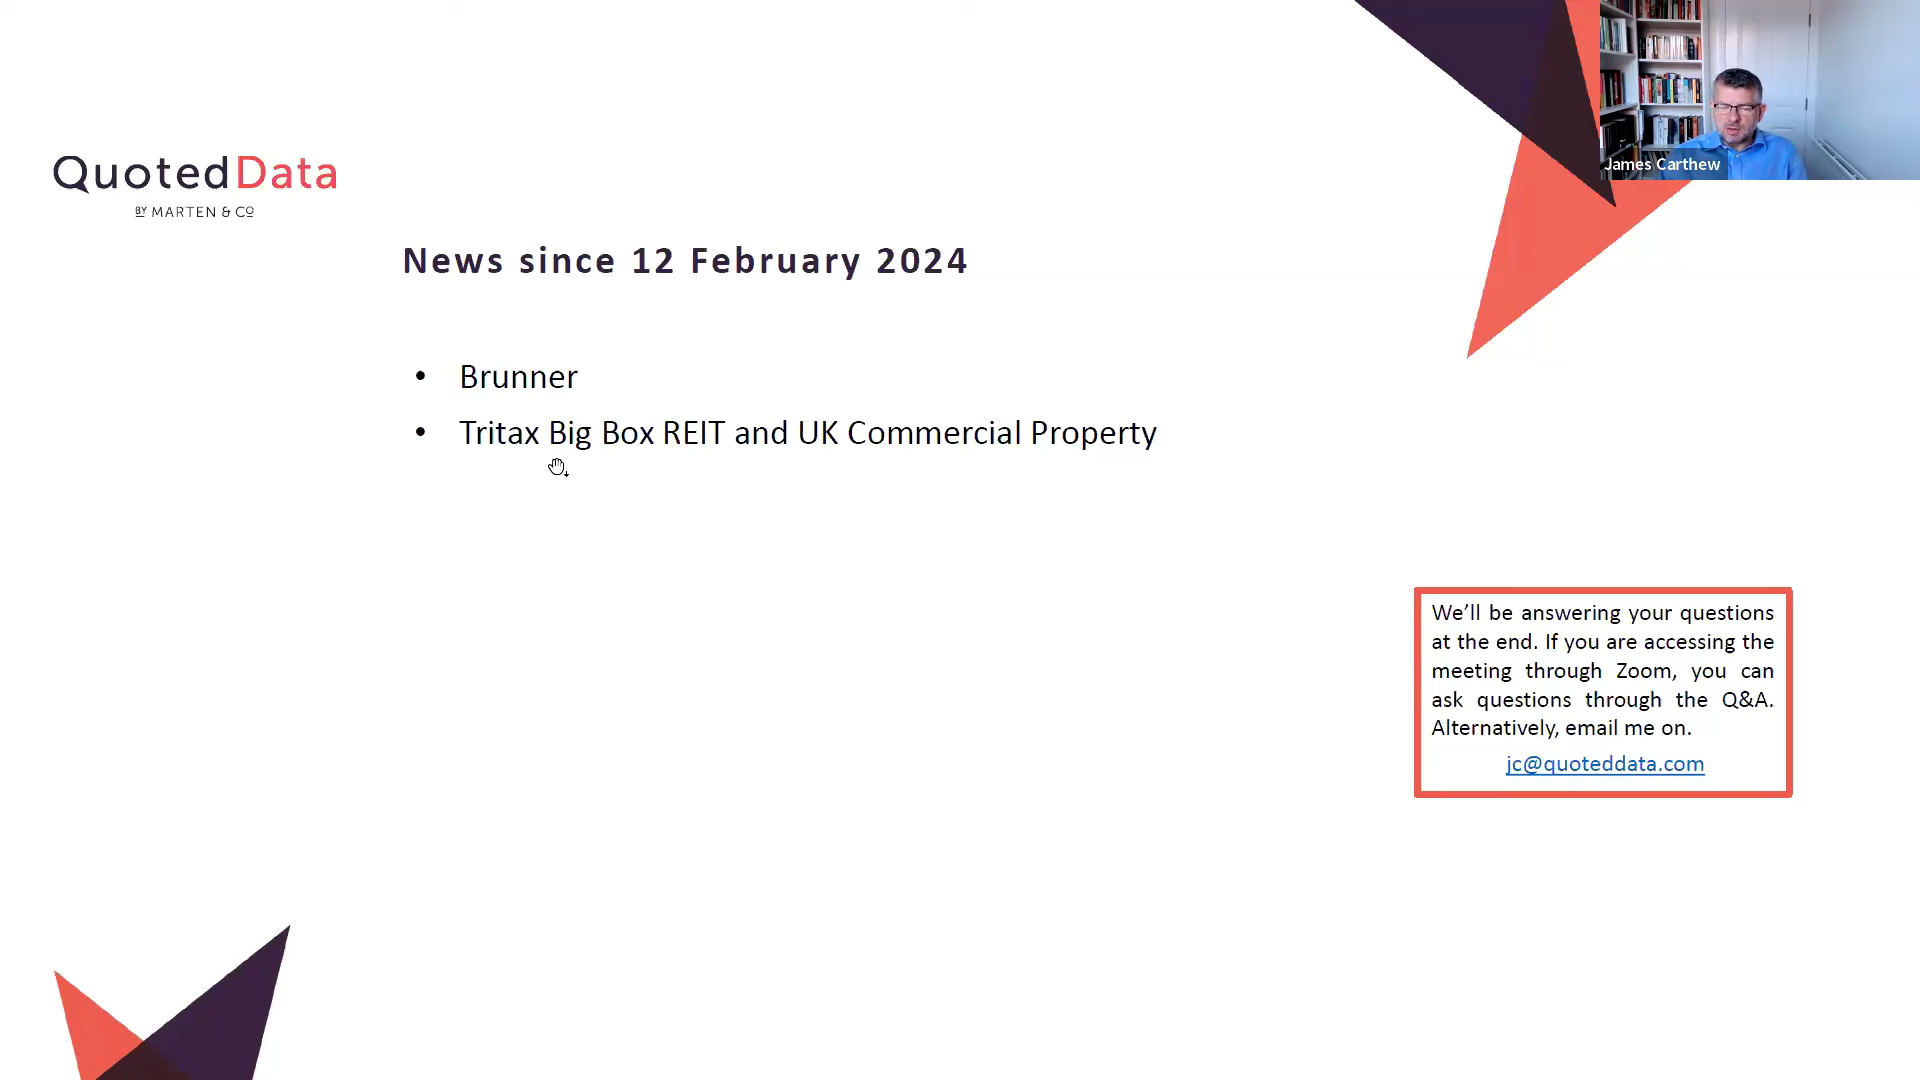 James Carthew
QuotedData
BY MARTEN & CO
News since 12 February 2024
• Brunner
• Tritax Big Box REIT and UK Commercial Property
We’ll be answering your questions
at the end. If you are accessing the
meeting through Zoom, you can
ask questions through the Q&A.
Alternatively, email me on.
jc@quoteddata.com